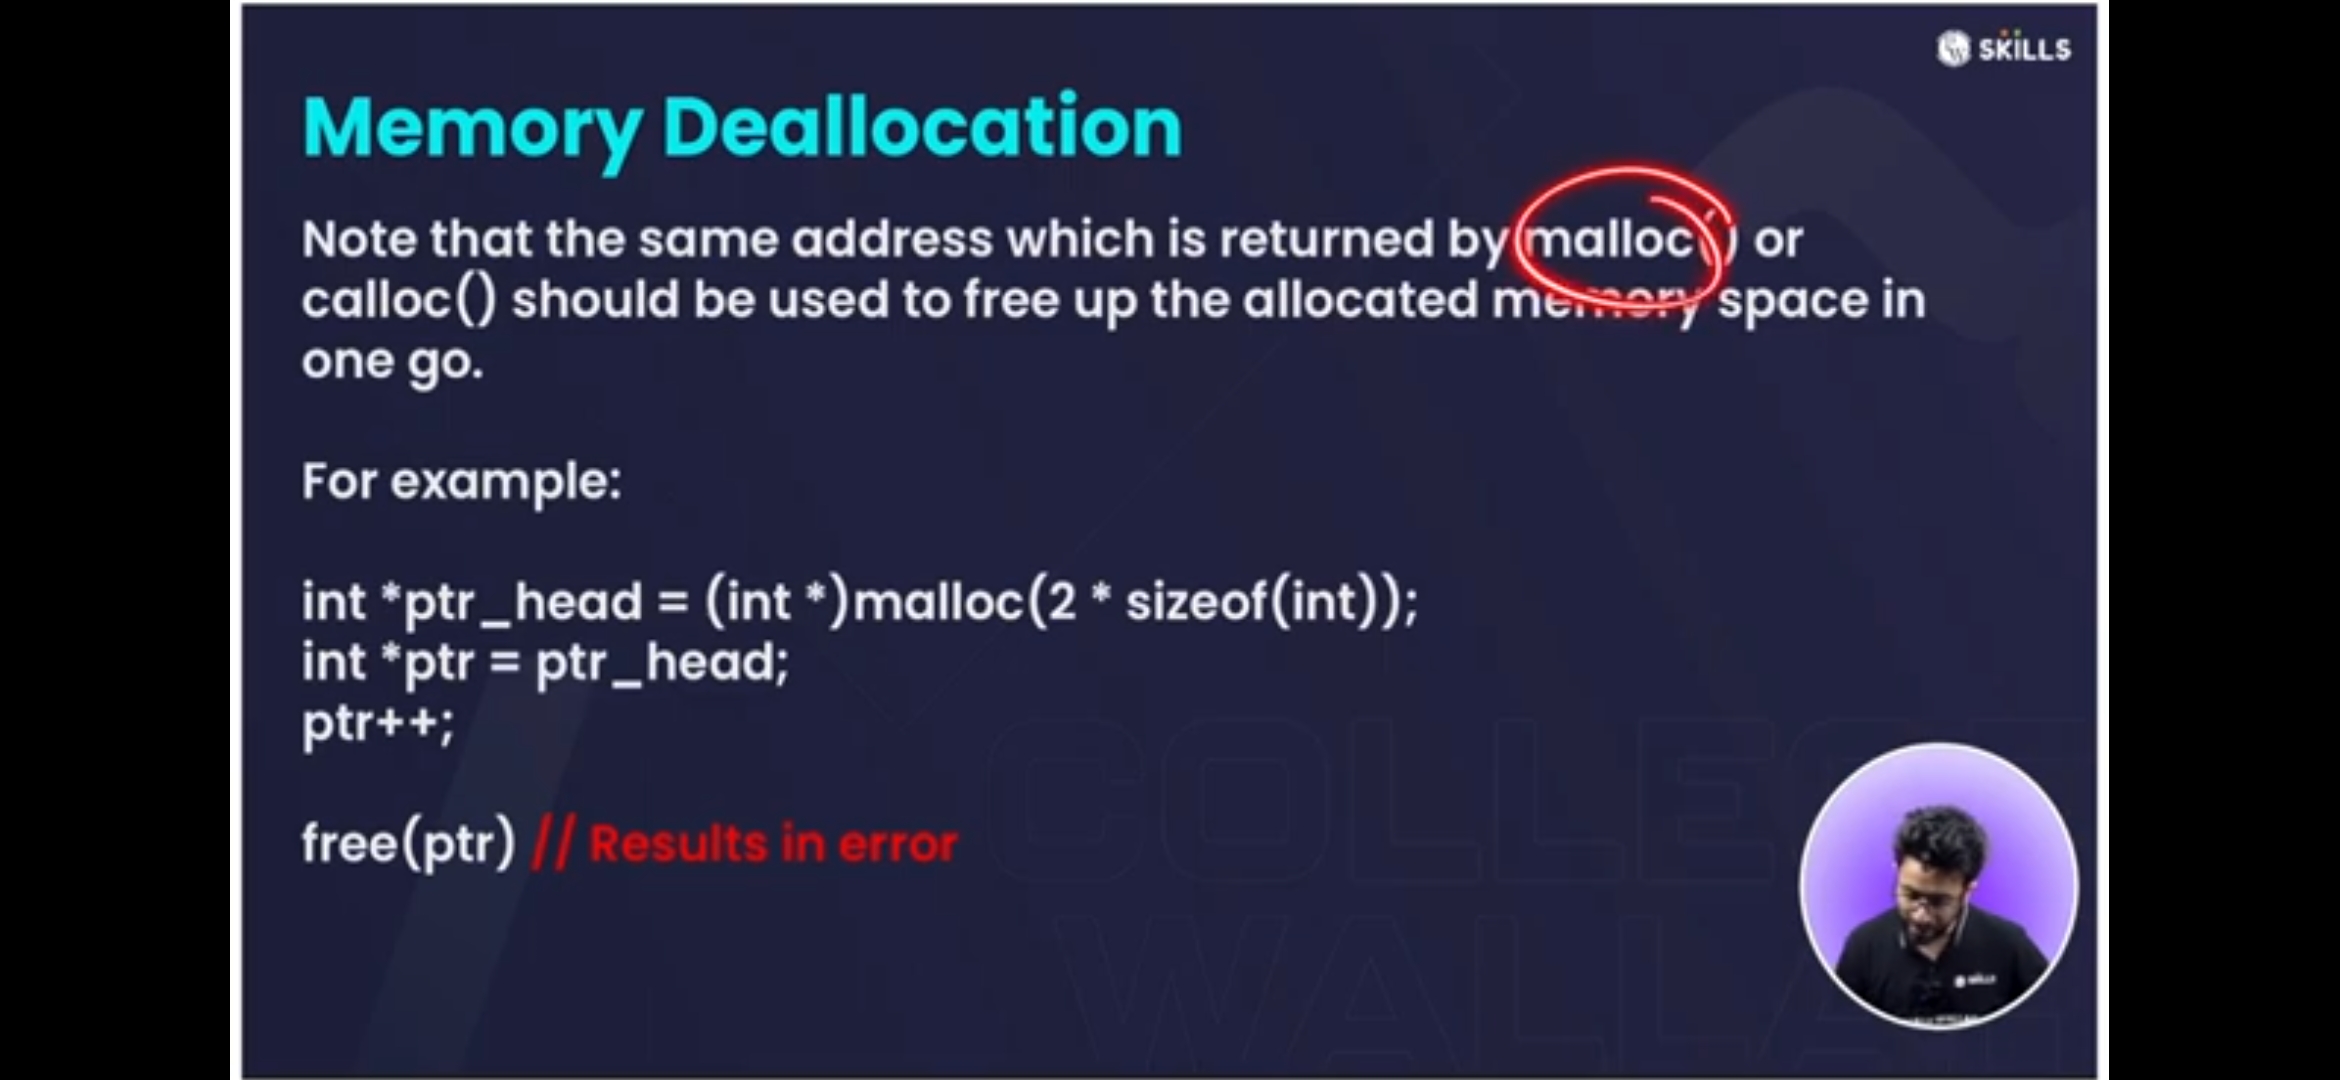 SKILLS
Memory Deallocation
Note that the same address which is returned by malloc() or
calloc() should be used to free up the allocated memory space in
one go.
For example:
int *ptr_head = (int *)malloc(2 * sizeof(int));
int *ptr = ptr_head;
ptr++;
free(ptr) // Results in error
COLLEGE
WALLAH